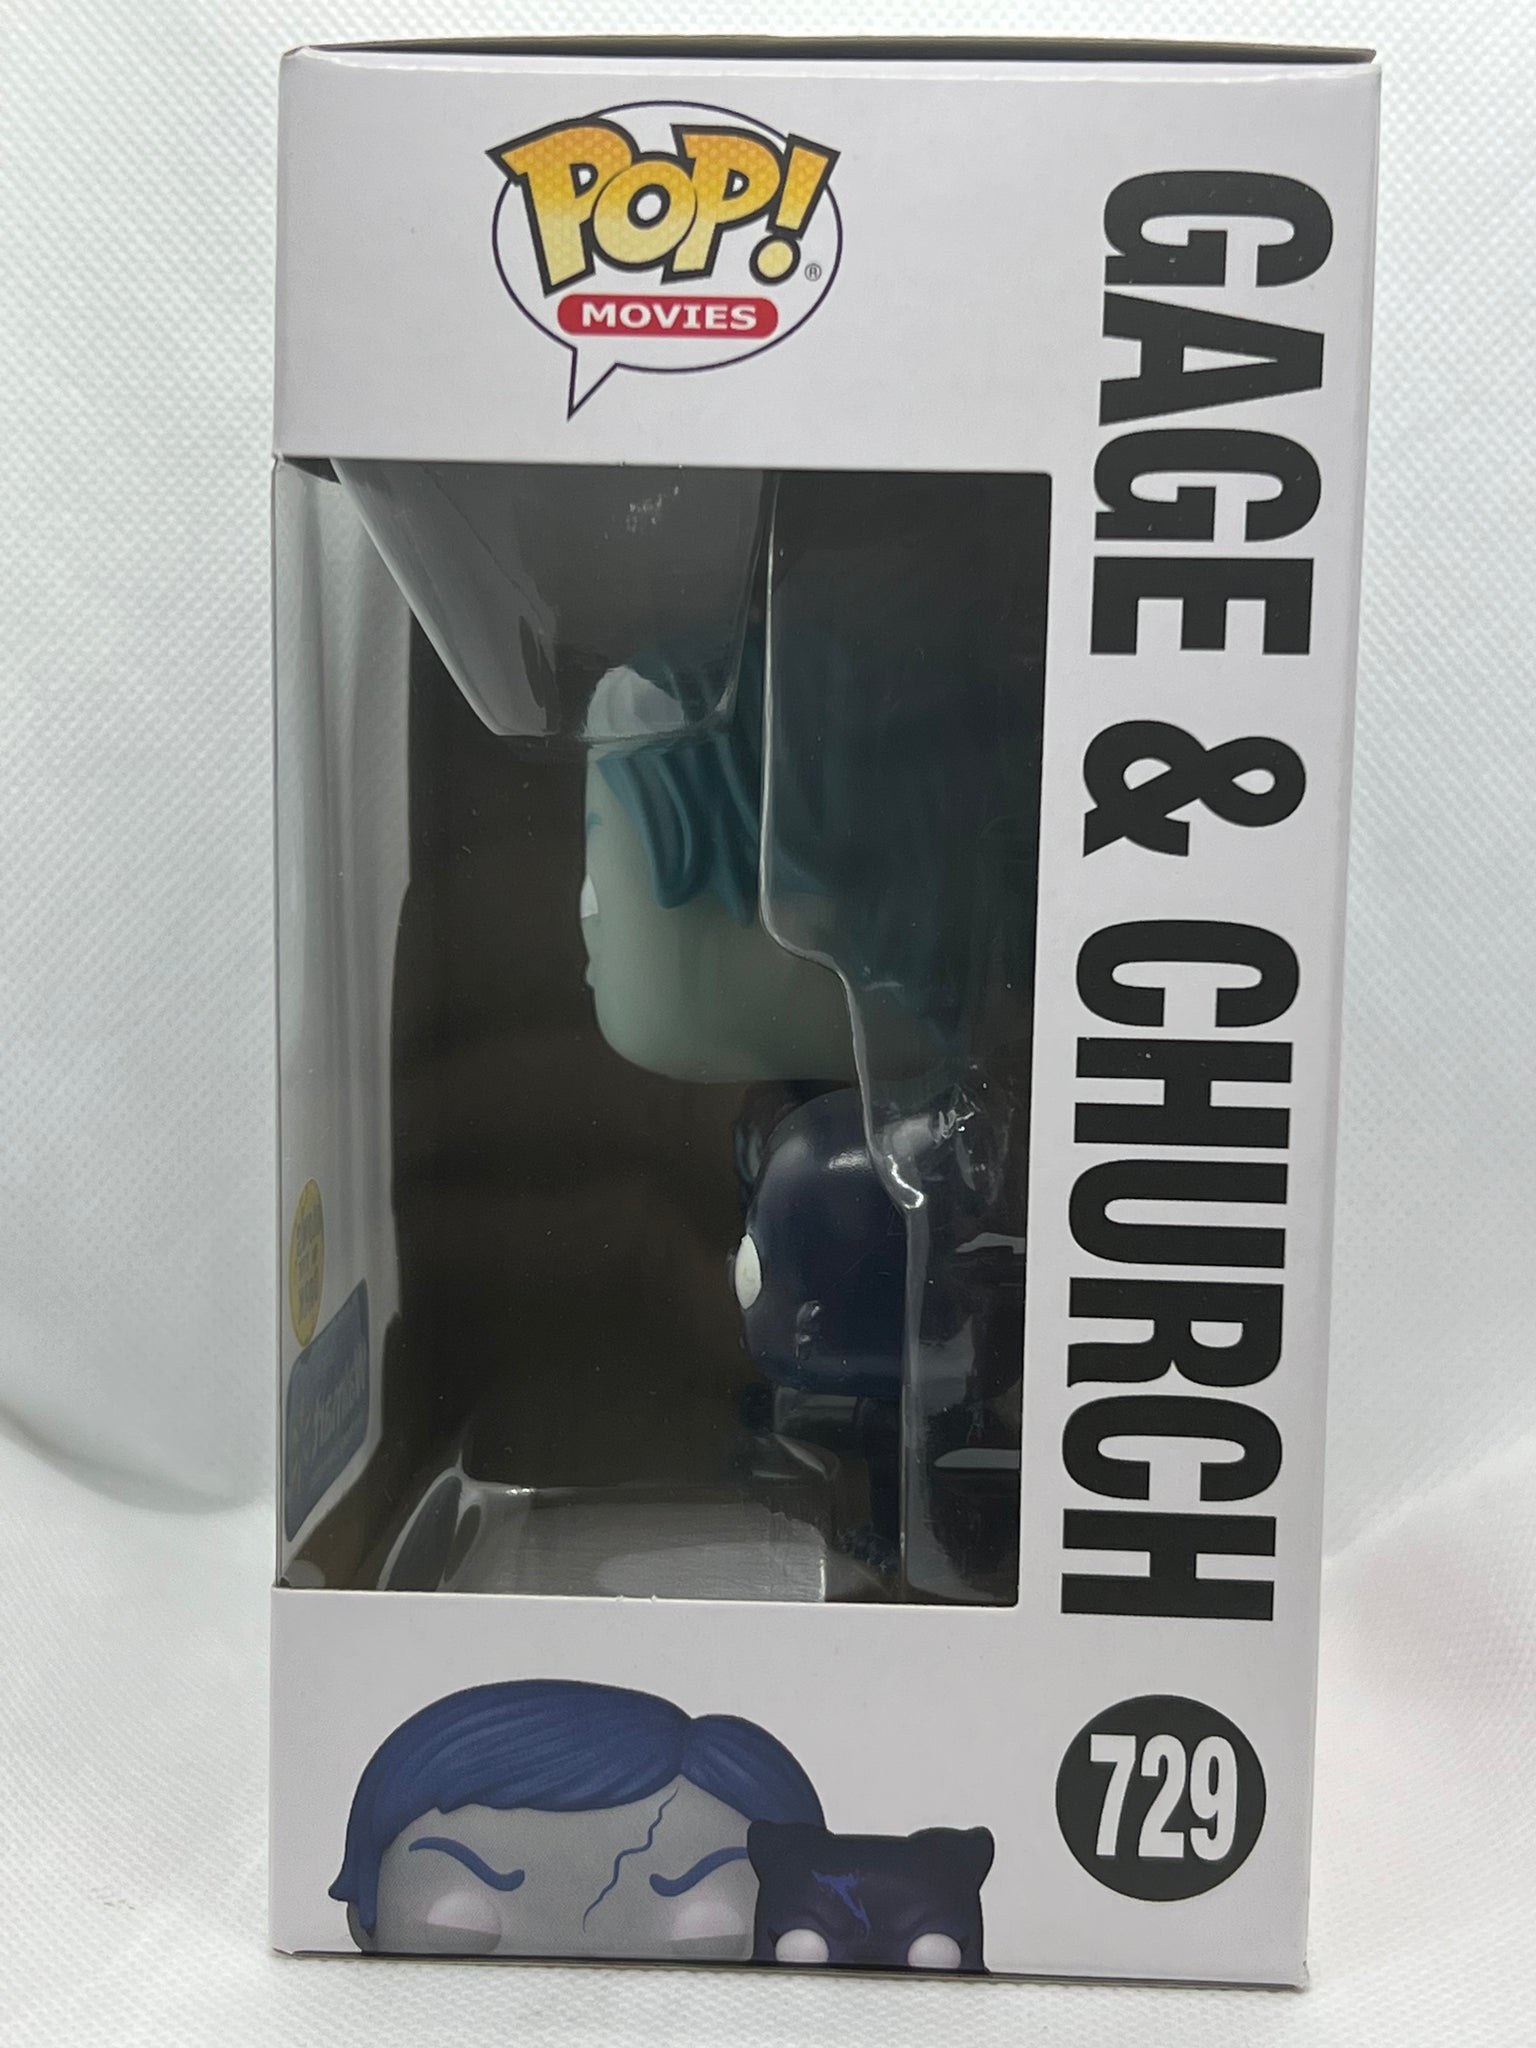 POP!®
MOVIES
GAGE & CHURCH
729